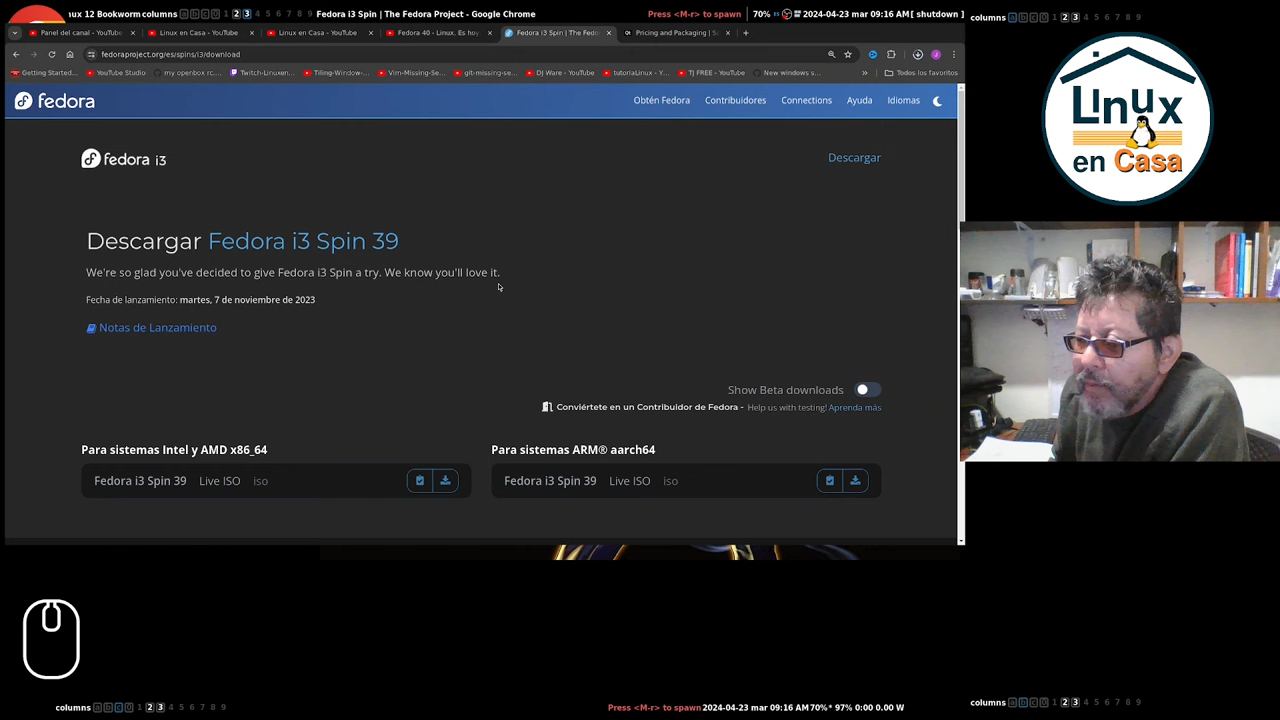 ux 12 Bookworm columns a b c 0 1 2 3 4 5 6 7 8 9 Fedora i3 Spin | The Fedora Project - Google Chrome Press <M-r> to spawn 70% ES 2024-04-23 mar 09:16 AM [ shutdown ]
columns a b c 0 1 2 3 4 5 6 7 8 9
Panel del canal - YouTube Linux en Casa - YouTube Linux en Casa - YouTube Fedora 40 - Linux. Es hoy Fedora i3 Spin | The Fedo Pricing and Packaging | S
fedoraproject.org/es/spins/i3/download
Getting Started... YouTube Studio my openbox rc.... Twitch-Linuxen... Tiling-Window-... Vim-Missing-Se... git-missing-se... DJ Ware - YouTube tutoriaLinux - Y... TJ FREE - YouTube New windows s... » Todos los favoritos
fedora Obtén Fedora Contribuidores Connections Ayuda Idiomas
fedora i3 Descargar
Descargar Fedora i3 Spin 39
We're so glad you've decided to give Fedora i3 Spin a try. We know you'll love it.
Fecha de lanzamiento: martes, 7 de noviembre de 2023
Notas de Lanzamiento
Show Beta downloads
Conviértete en un Contribuidor de Fedora - Help us with testing! Aprenda más
Para sistemas Intel y AMD x86_64 Para sistemas ARM® aarch64
Fedora i3 Spin 39 Live ISO iso Fedora i3 Spin 39 Live ISO iso
Linux
en Casa
columns a b c 0 1 2 3 4 5 6 7 8 9 Press <M-r> to spawn 2024-04-23 mar 09:16 AM 70%* 97% 0:00 0.00 W
columns a b c 0 1 2 3 4 5 6 7 8 9